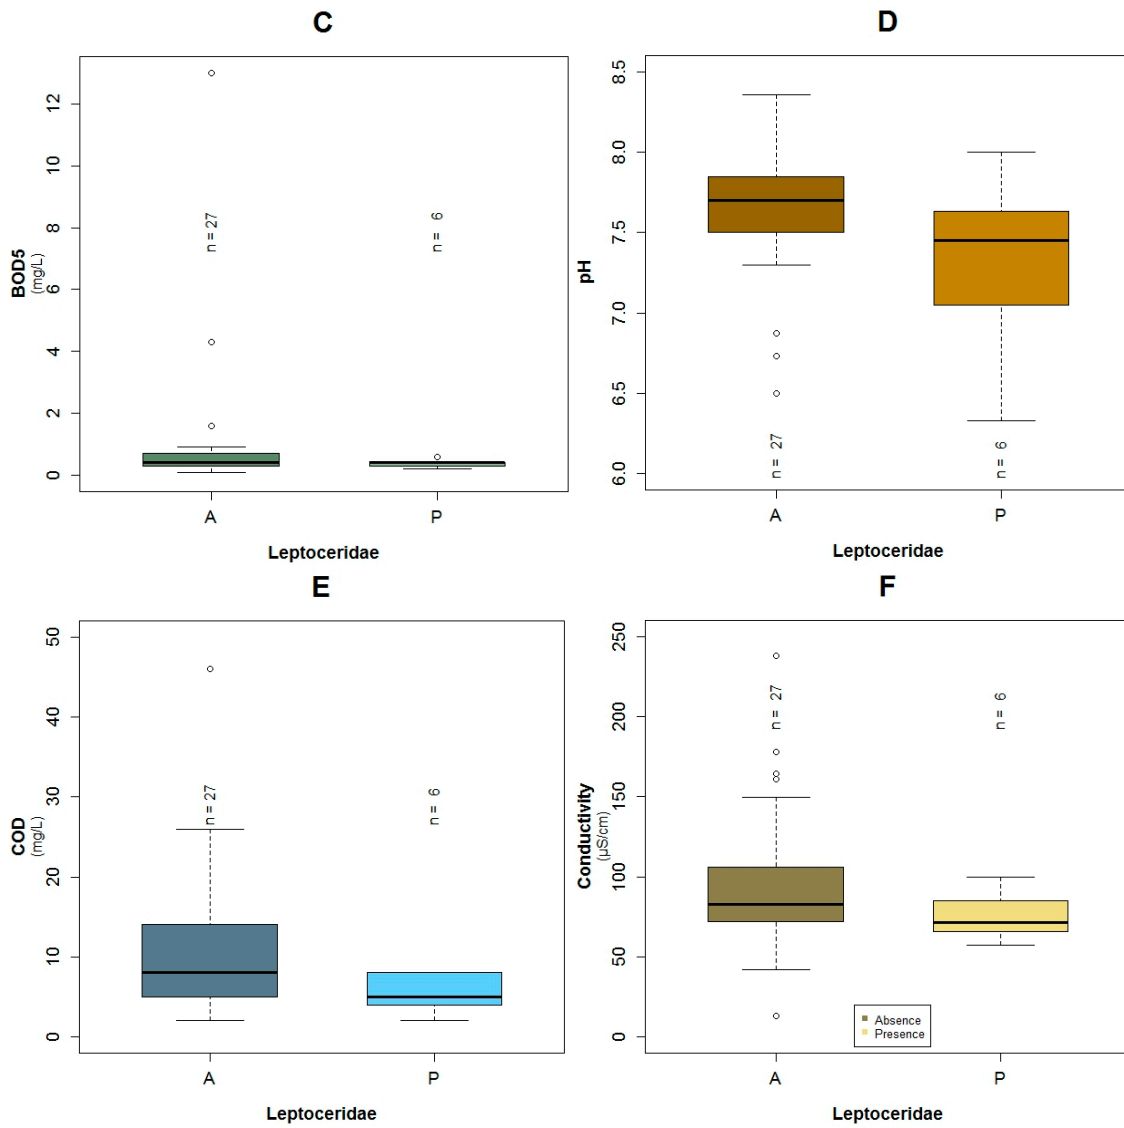 C
BOD5
(mg/L)
0
2
4
6
8
10
12
n = 27
n = 6
A
P
Leptoceridae
D
pH
6.0
6.5
7.0
7.5
8.0
8.5
n = 27
n = 6
A
P
Leptoceridae
E
COD
(mg/L)
0
10
20
30
40
50
n = 27
n = 6
A
P
Leptoceridae
F
Conductivity
(µS/cm)
0
50
100
150
200
250
n = 27
n = 6
Absence
Presence
A
P
Leptoceridae